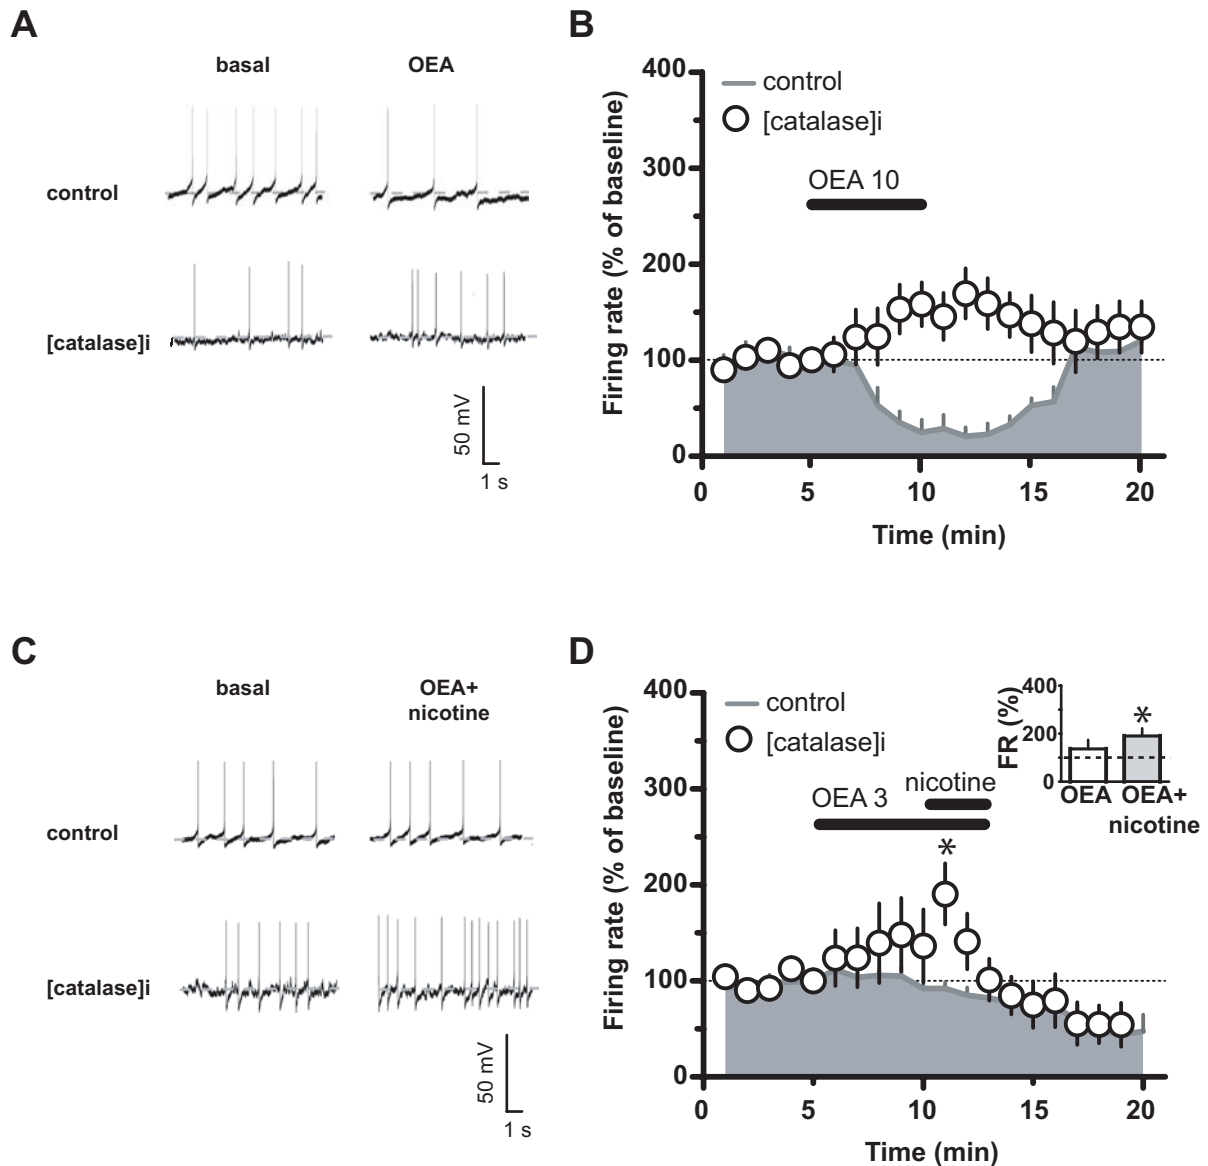 A
basal
OEA
control
[catalase]i
50 mV
1 s
B
Firing rate (% of baseline)
400
300
200
100
0
control
[catalase]i
OEA 10
0
5
10
15
20
Time (min)
C
basal
OEA+
nicotine
control
[catalase]i
50 mV
1 s
D
Firing rate (% of baseline)
400
300
200
100
0
control
[catalase]i
OEA 3
nicotine
*
FR (%)
400
200
0
*
OEA
OEA+
nicotine
0
5
10
15
20
Time (min)